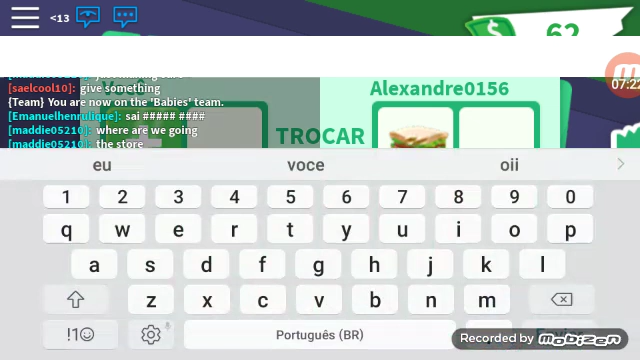 <13
62
07:22
[saelcool10]: give something
{Team} You are now on the 'Babies' team.
[Emanuelhenrulique]: sai ##### ####
[maddie05210]: where are we going
[maddie05210]: the store
Você
Alexandre0156
TROCAR
eu voce oii
1 2 3 4 5 6 7 8 9 0
q w e r t y u i o p
a s d f g h j k l
z x c v b n m
!1☺ Português (BR)
Recorded by mobizen